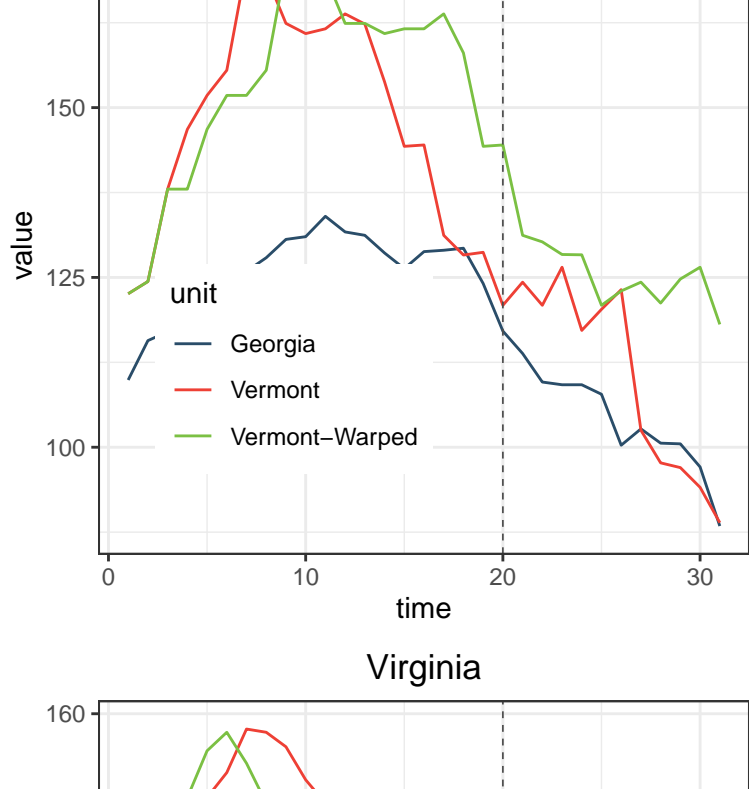 150
125
100
value
unit
Georgia
Vermont
Vermont−Warped
0 10 20 30
time
Virginia
160